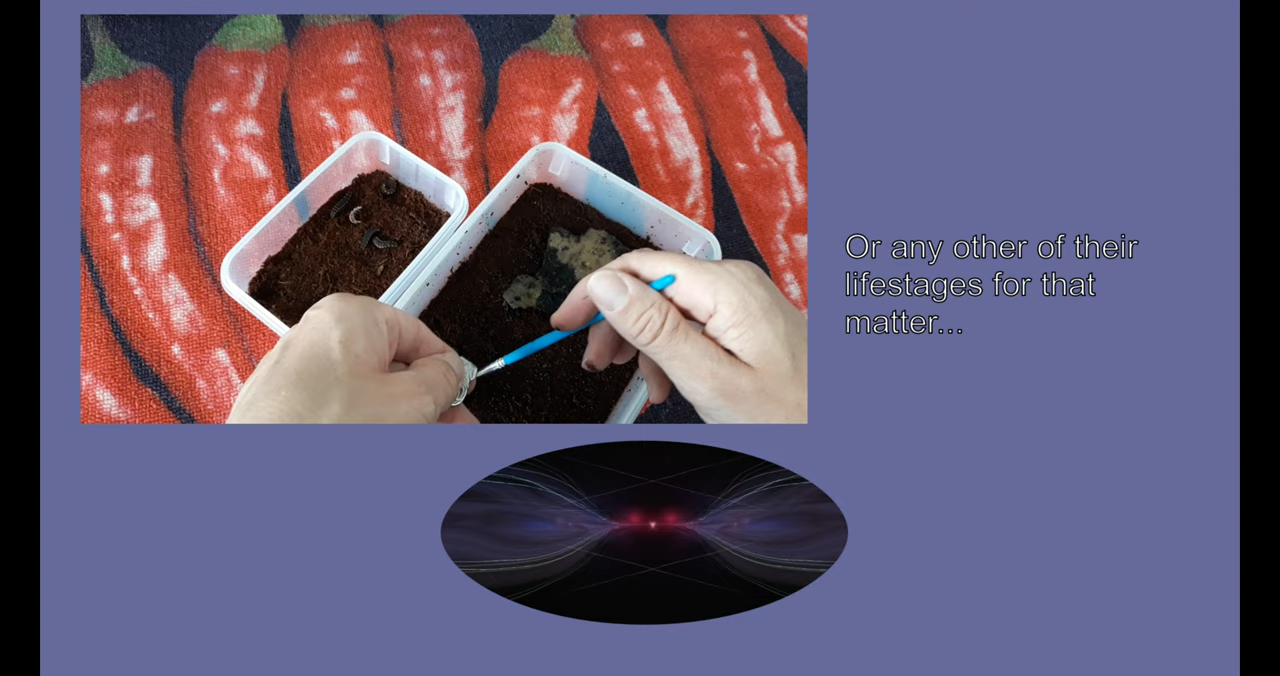 Or any other of their
lifestages for that
matter...